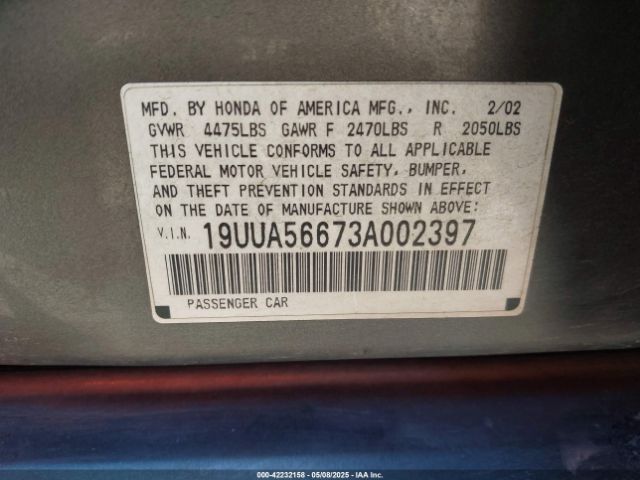 MFD. BY HONDA OF AMERICA MFG., INC. 2/02
GVWR 4475LBS GAWR F 2470LBS R 2050LBS
THIS VEHICLE CONFORMS TO ALL APPLICABLE
FEDERAL MOTOR VEHICLE SAFETY, BUMPER,
AND THEFT PREVENTION STANDARDS IN EFFECT
ON THE DATE OF MANUFACTURE SHOWN ABOVE:
V.I.N. 19UUA56673A002397
PASSENGER CAR
000-42232158 - 05/08/2025 - IAA Inc.